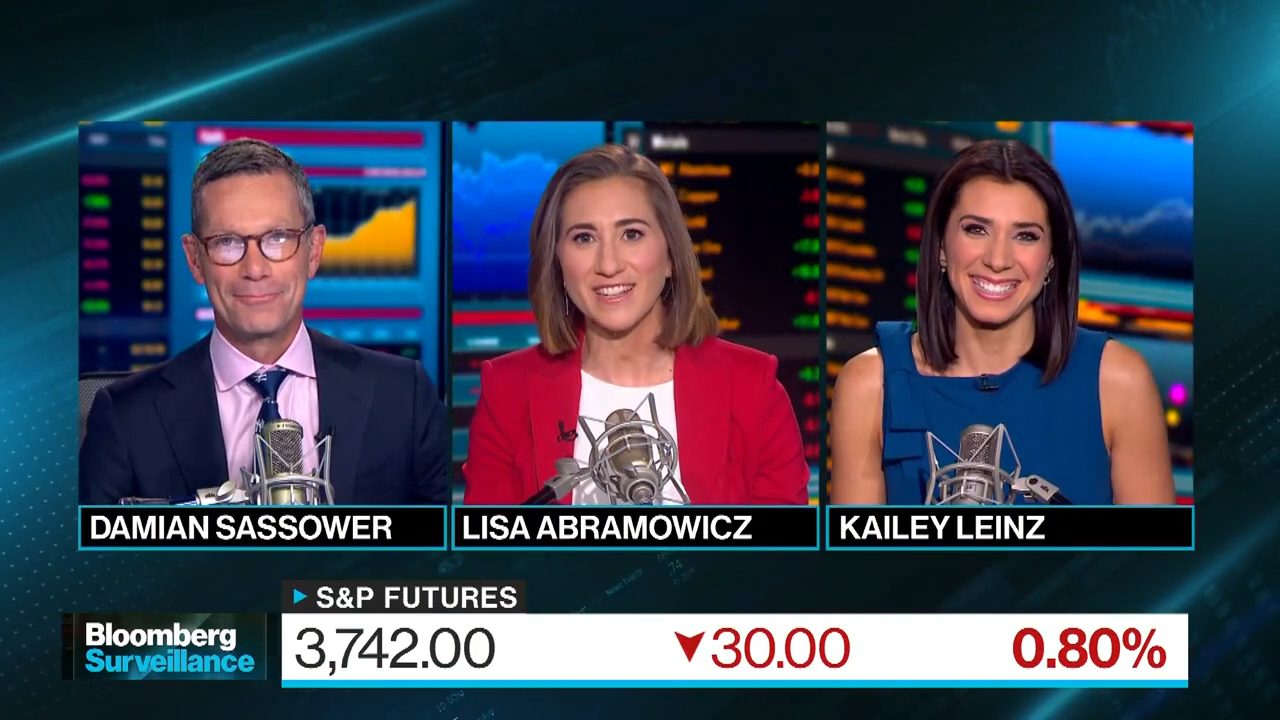 DAMIAN SASSOWER
LISA ABRAMOWICZ
KAILEY LEINZ
S&P FUTURES
Bloomberg
Surveillance
3,742.00 30.00 0.80%